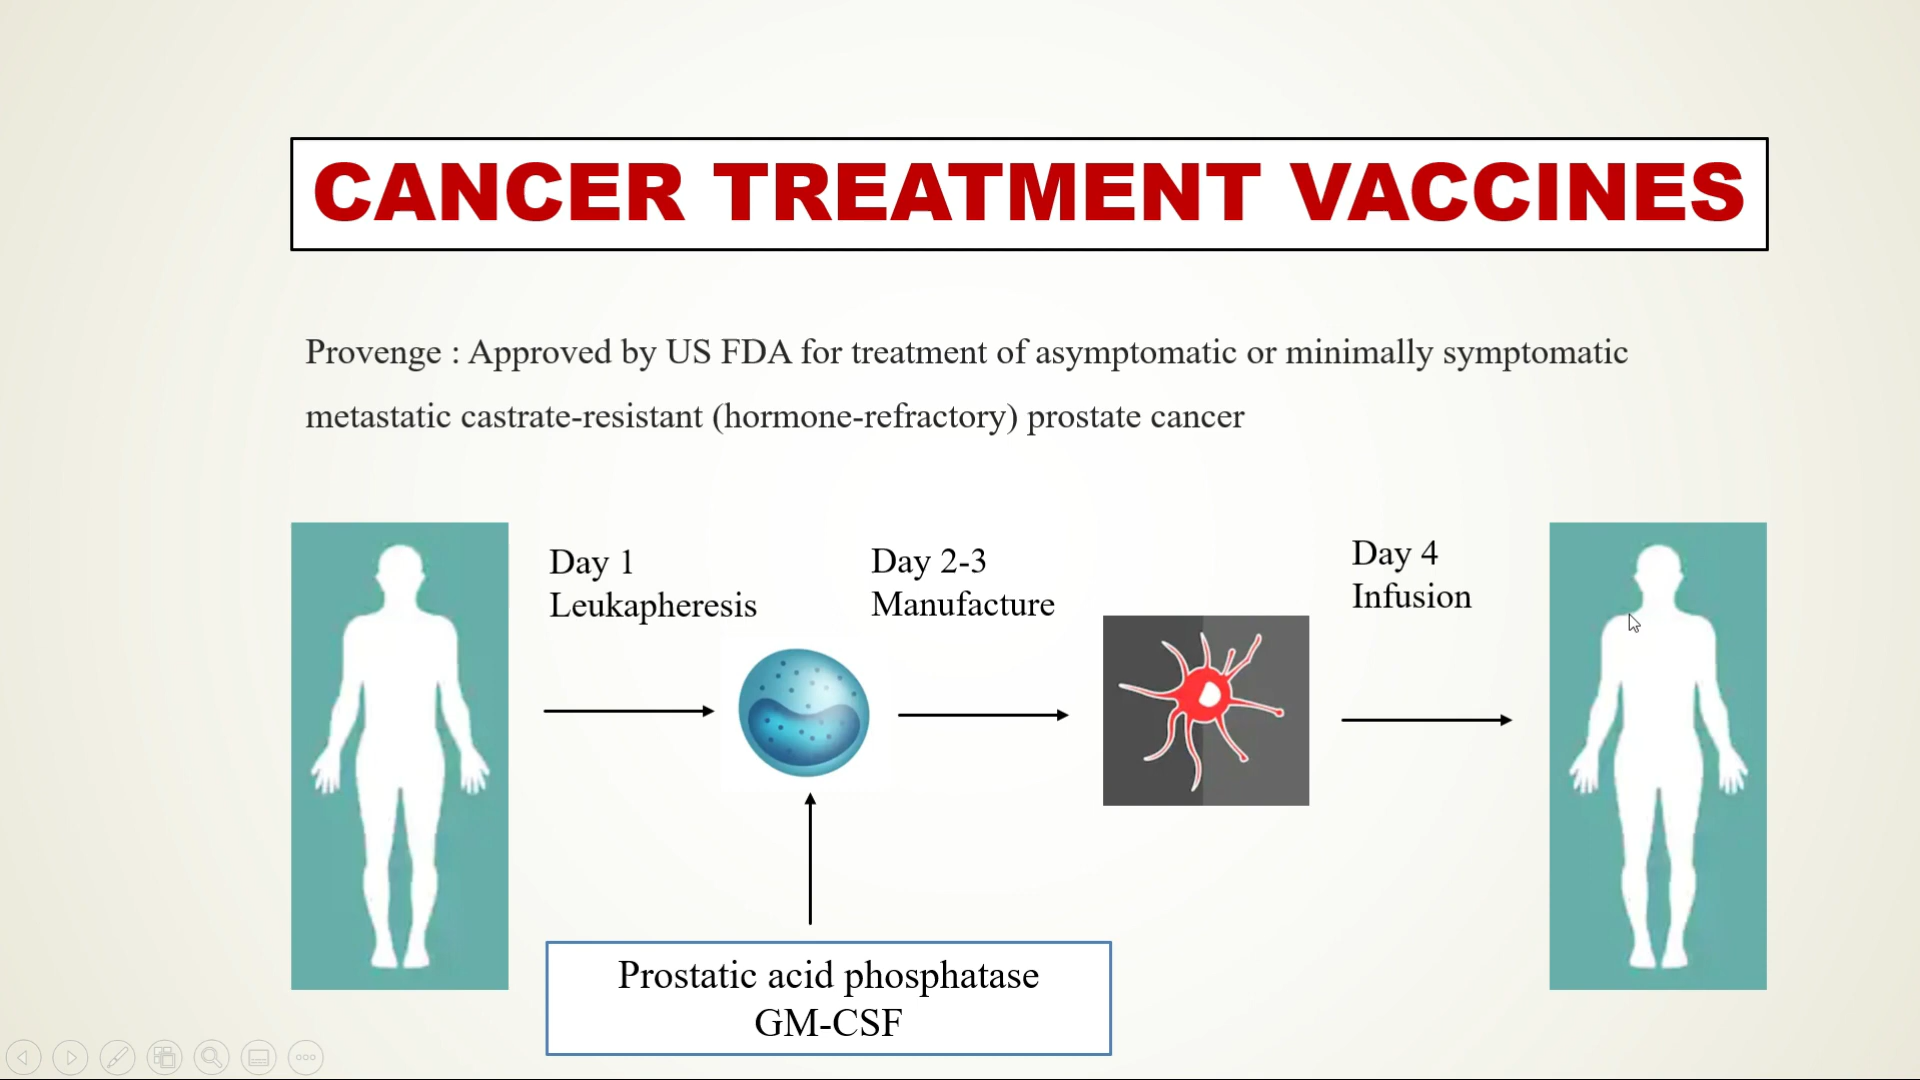 CANCER TREATMENT VACCINES
Provenge : Approved by US FDA for treatment of asymptomatic or minimally symptomatic
metastatic castrate-resistant (hormone-refractory) prostate cancer
Day 1
Leukapheresis
Day 2-3
Manufacture
Day 4
Infusion
Prostatic acid phosphatase
GM-CSF